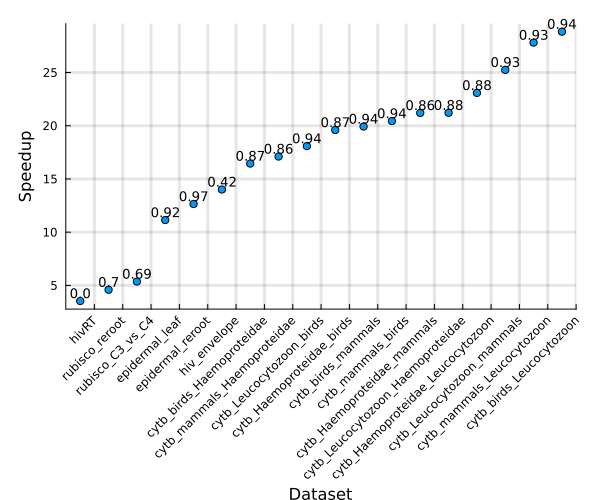 Speedup
25
20
15
10
5
0.0
0.7
0.69
0.92
0.97
0.42
0.87
0.86
0.94
0.87
0.94
0.94
0.86
0.88
0.88
0.93
0.93
0.94
hivRT
rubisco_reroot
rubisco_C3_vs_C4
epidermal_leaf
epidermal_reroot
hiv_envelope
cytb_birds_Haemoproteidae
cytb_mammals_Haemoproteidae
cytb_Leucocytozoon_birds
cytb_Haemoproteidae_birds
cytb_birds_mammals
cytb_mammals_birds
cytb_Haemoproteidae_mammals
cytb_Leucocytozoon_Haemoproteidae
cytb_Haemoproteidae_Leucocytozoon
cytb_Leucocytozoon_mammals
cytb_mammals_Leucocytozoon
cytb_birds_Leucocytozoon
Dataset